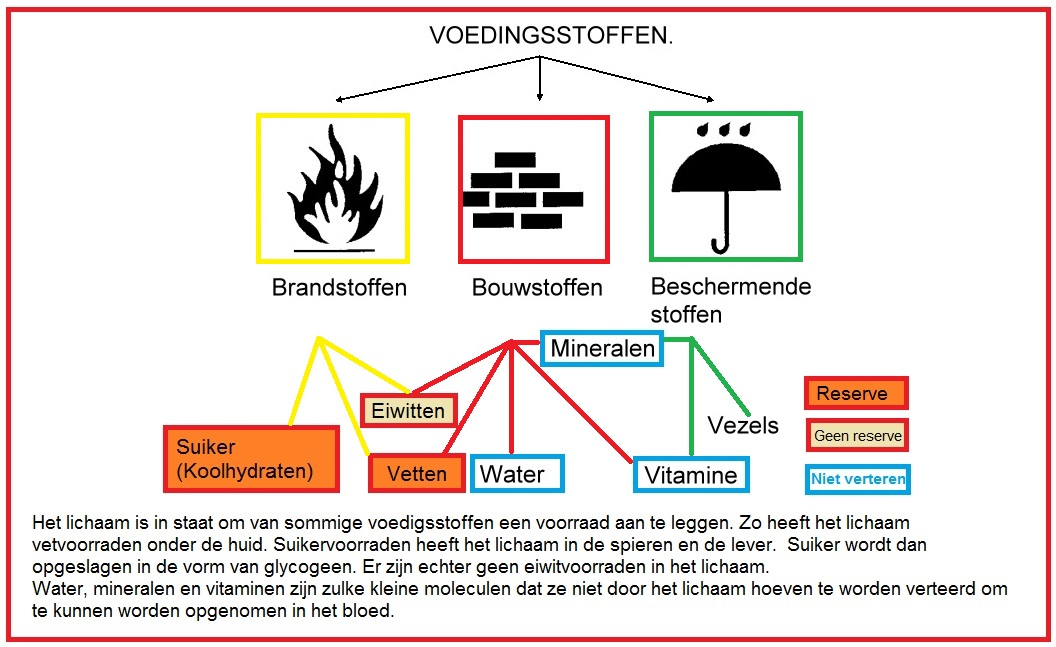 VOEDINGSSTOFFEN.
Brandstoffen
Bouwstoffen
Beschermende
stoffen
Mineralen
Eiwitten
Suiker
(Koolhydraten)
Vetten
Water
Vitamine
Vezels
Reserve
Geen reserve
Niet verteren
Het lichaam is in staat om van sommige voedigsstoffen een voorraad aan te leggen. Zo heeft het lichaam
vetvoorraden onder de huid. Suikervoorraden heeft het lichaam in de spieren en de lever. Suiker wordt dan
opgeslagen in de vorm van glycogeen. Er zijn echter geen eiwitvoorraden in het lichaam.
Water, mineralen en vitaminen zijn zulke kleine moleculen dat ze niet door het lichaam hoeven te worden verteerd om
te kunnen worden opgenomen in het bloed.